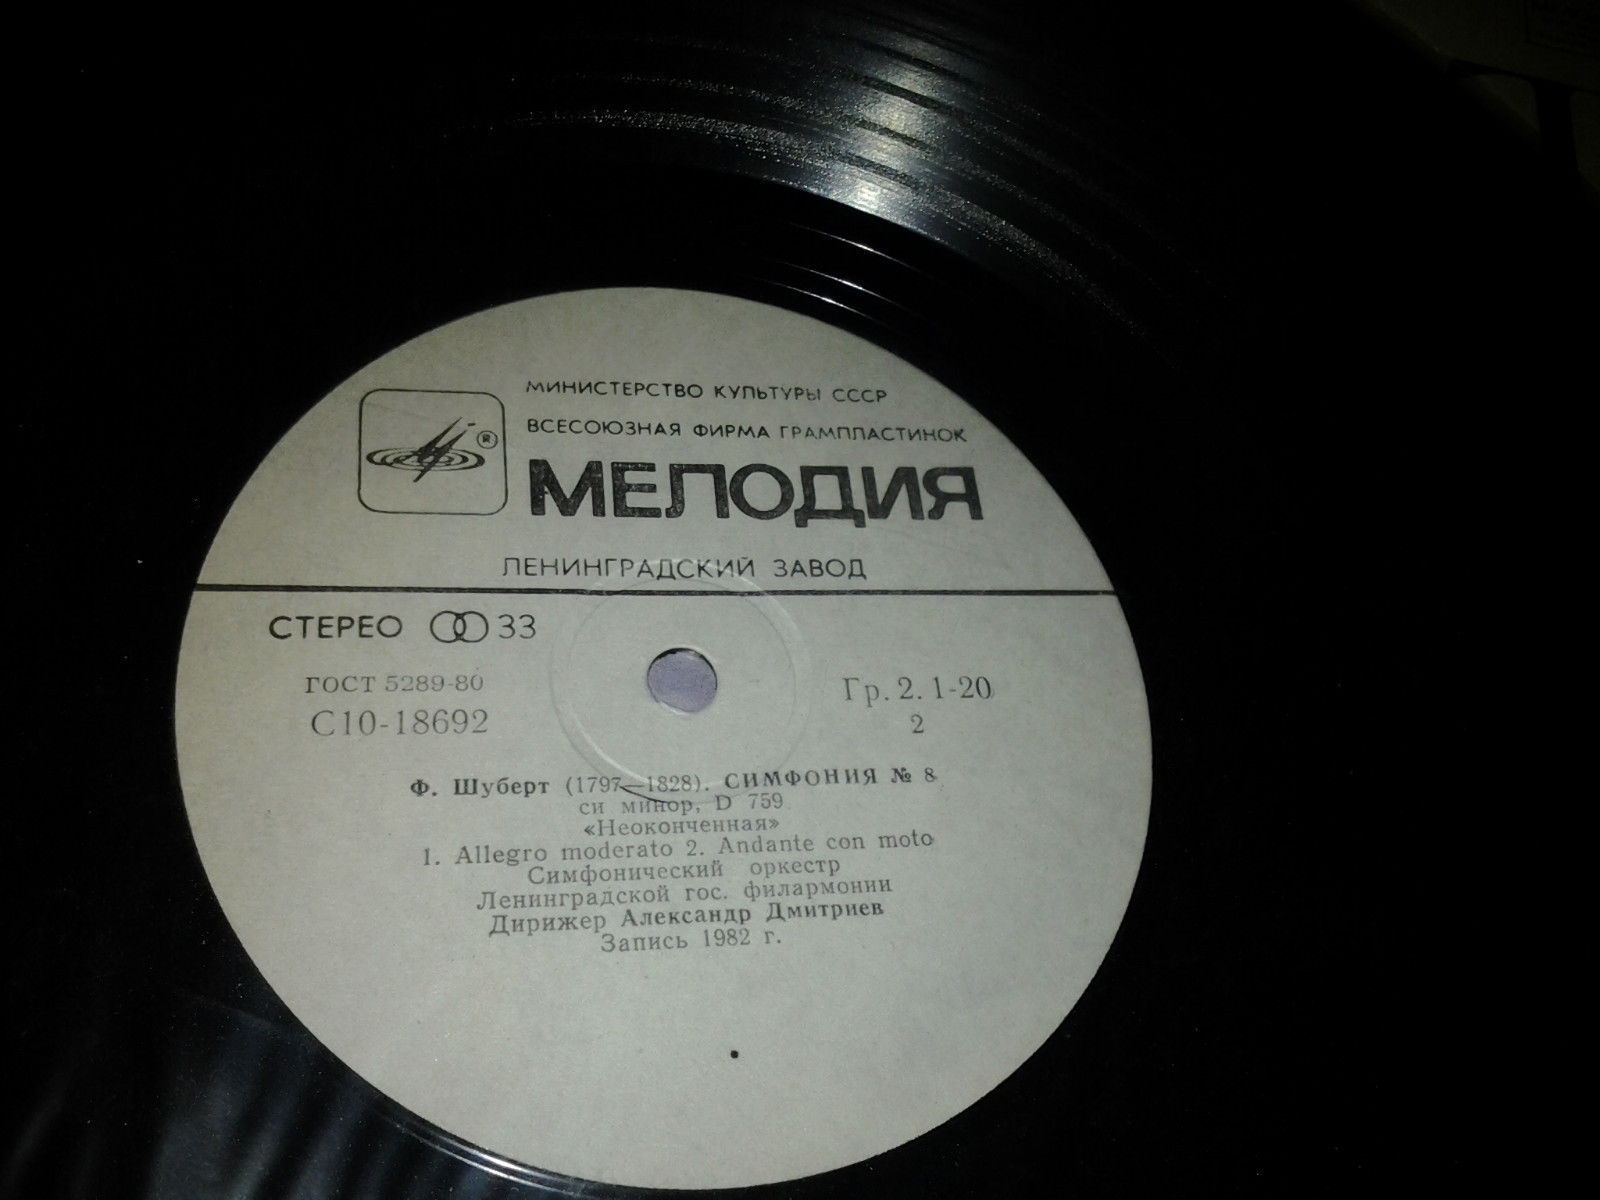 МИНИСТЕРСТВО КУЛЬТУРЫ СССР
ВСЕСОЮЗНАЯ ФИРМА ГРАМПЛАСТИНОК
®
МЕЛОДИЯ
ЛЕНИНГРАДСКИЙ ЗАВОД
СТЕРЕО 33
ГОСТ 5289-80
С10-18692
Гр. 2. 1-20
2
Ф. Шуберт (1797—1828). СИМФОНИЯ № 8
си минор, D 759
«Неоконченная»
1. Allegro moderato 2. Andante con moto
Симфонический оркестр
Ленинградской гос. филармонии
Дирижер Александр Дмитриев
Запись 1982 г.